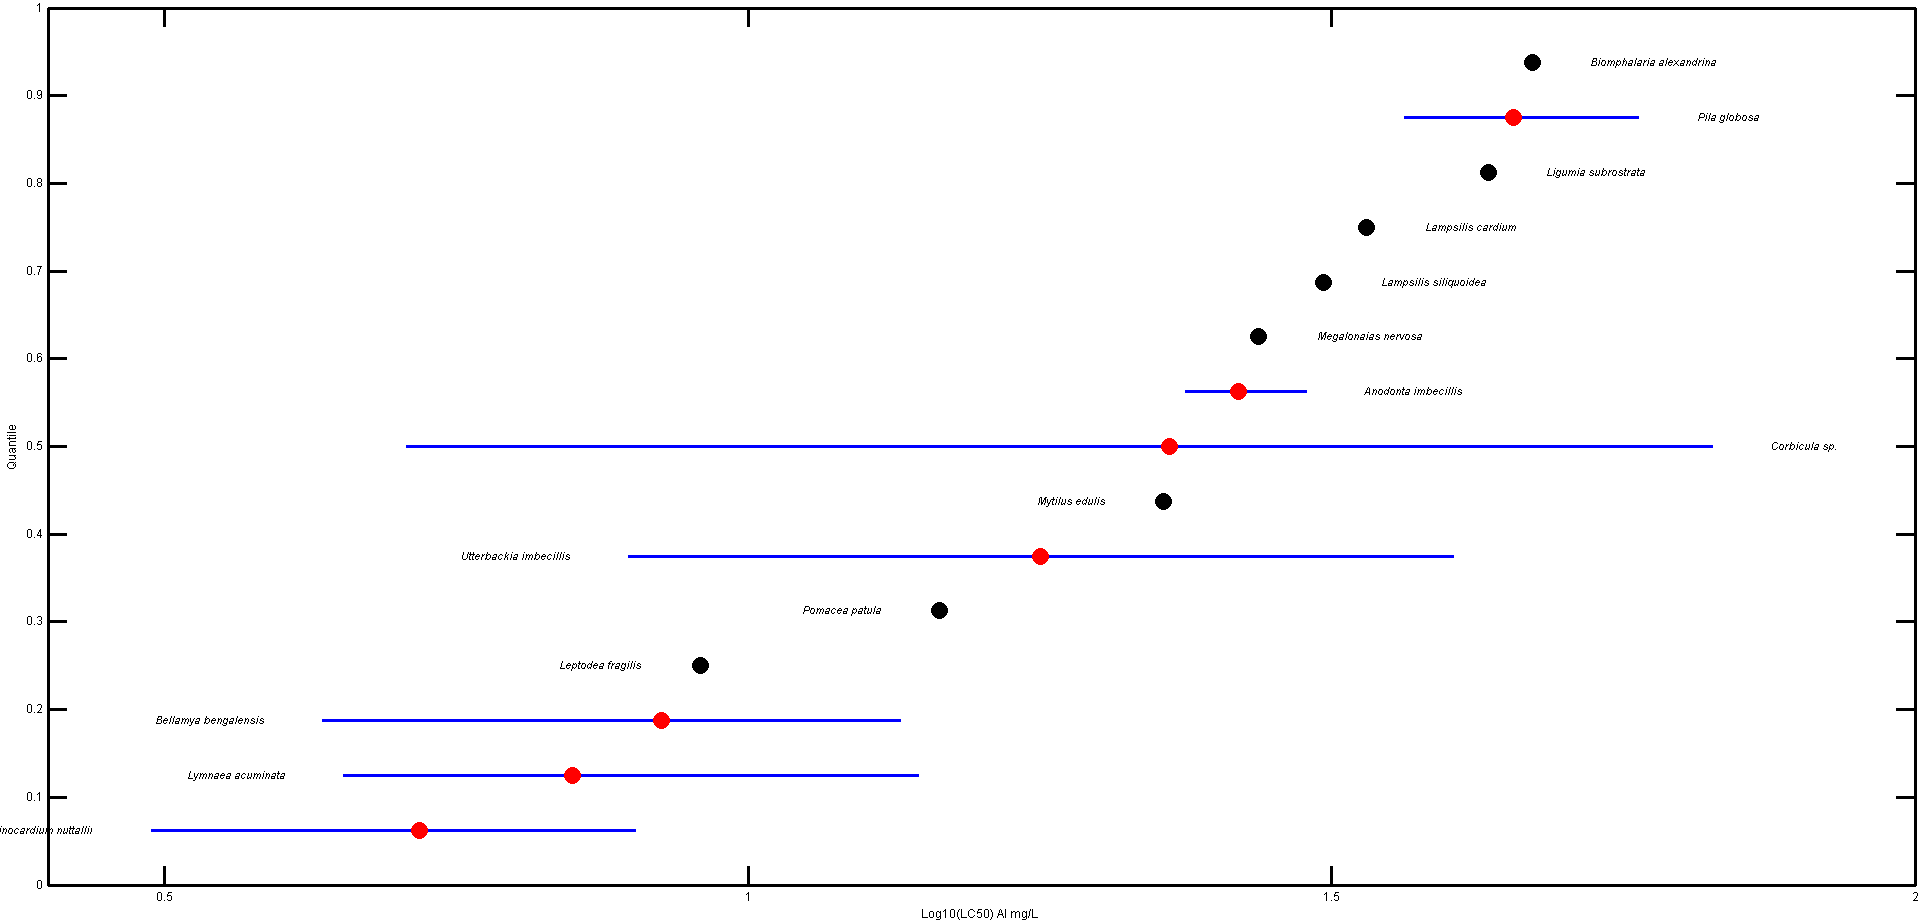 1
Biomphalaria alexandrina
0.9
Pila globosa
0.8
Ligumia subrostrata
Lampsilis cardium
0.7
Lampsilis siliquoidea
Megalonaias nervosa
0.6
Anodonta imbecillis
Quantile
0.5
Corbicula sp.
Mytilus edulis
0.4
Utterbackia imbecillis
0.3
Pomacea patula
Leptodea fragilis
0.2
Bellamya bengalensis
Lymnaea acuminata
0.1
inocardium nuttallii
0
0.5 1 1.5 2
Log10(LC50) AI mg/L